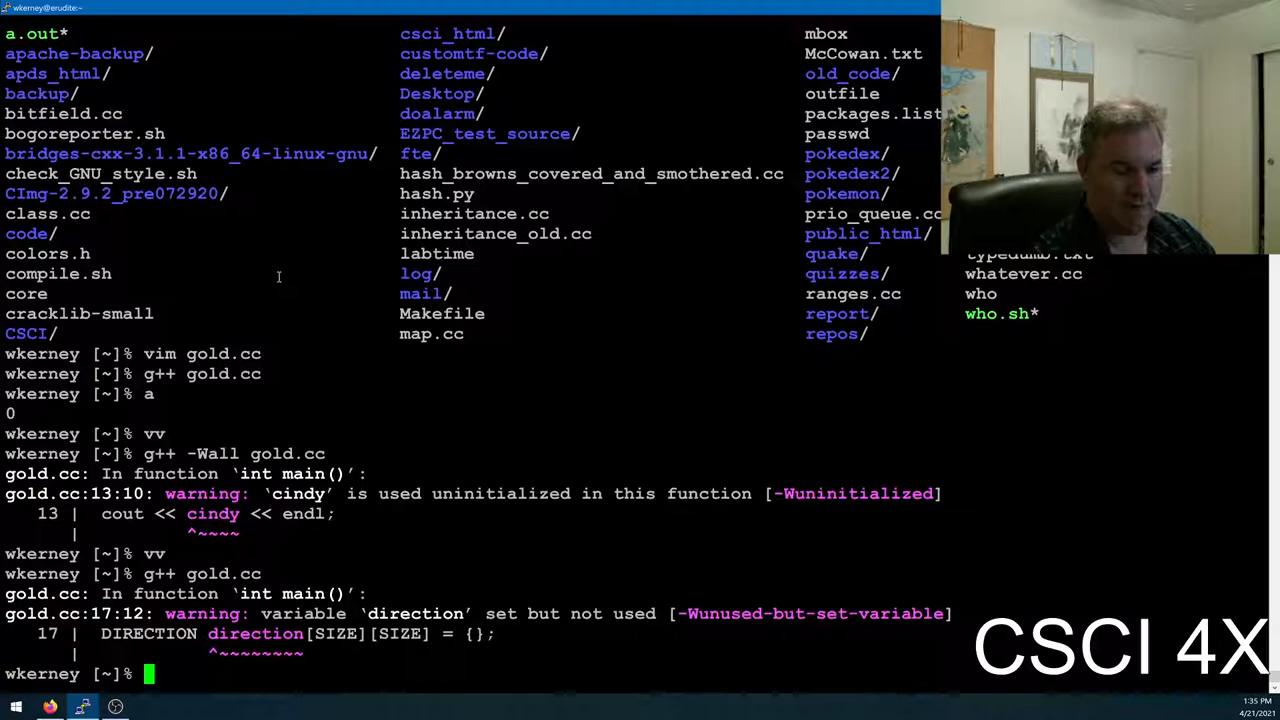 wkerney@erudite:~
a.out* csci_html/ mbox
apache-backup/ customtf-code/ McCowan.txt
apds_html/ deleteme/ old_code/
backup/ Desktop/ outfile
bitfield.cc doalarm/ packages.list
bogoreporter.sh EZPC_test_source/ passwd
bridges-cxx-3.1.1-x86_64-linux-gnu/ fte/ pokedex/
check_GNU_style.sh hash_browns_covered_and_smothered.cc pokedex2/
CImg-2.9.2_pre072920/ hash.py pokemon/
class.cc inheritance.cc prio_queue.cc
code/ inheritance_old.cc public_html/
colors.h labtime quake/ typedumb.txt
compile.sh log/ quizzes/ whatever.cc
core mail/ ranges.cc who
cracklib-small Makefile report/ who.sh*
CSCI/ map.cc repos/
wkerney [~]% vim gold.cc
wkerney [~]% g++ gold.cc
wkerney [~]% a
0
wkerney [~]% vv
wkerney [~]% g++ -Wall gold.cc
gold.cc: In function ‘int main()’:
gold.cc:13:10: warning: ‘cindy’ is used uninitialized in this function [-Wuninitialized]
13 | cout << cindy << endl;
| ^~~~~
wkerney [~]% vv
wkerney [~]% g++ gold.cc
gold.cc: In function ‘int main()’:
gold.cc:17:12: warning: variable ‘direction’ set but not used [-Wunused-but-set-variable]
17 | DIRECTION direction[SIZE][SIZE] = {};
| ^~~~~~~~~
wkerney [~]%
CSCI 4X
1:35 PM
4/21/2021